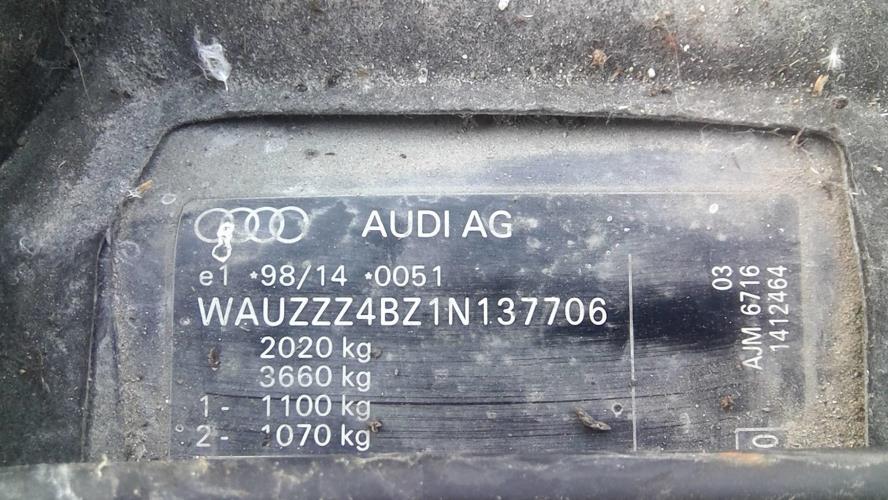 AUDI AG
e1 *98/14 *0051
WAUZZZ4BZ1N137706
2020 kg
3660 kg
1 - 1100 kg
2 - 1070 kg
03
AJM 6716
1412464
0